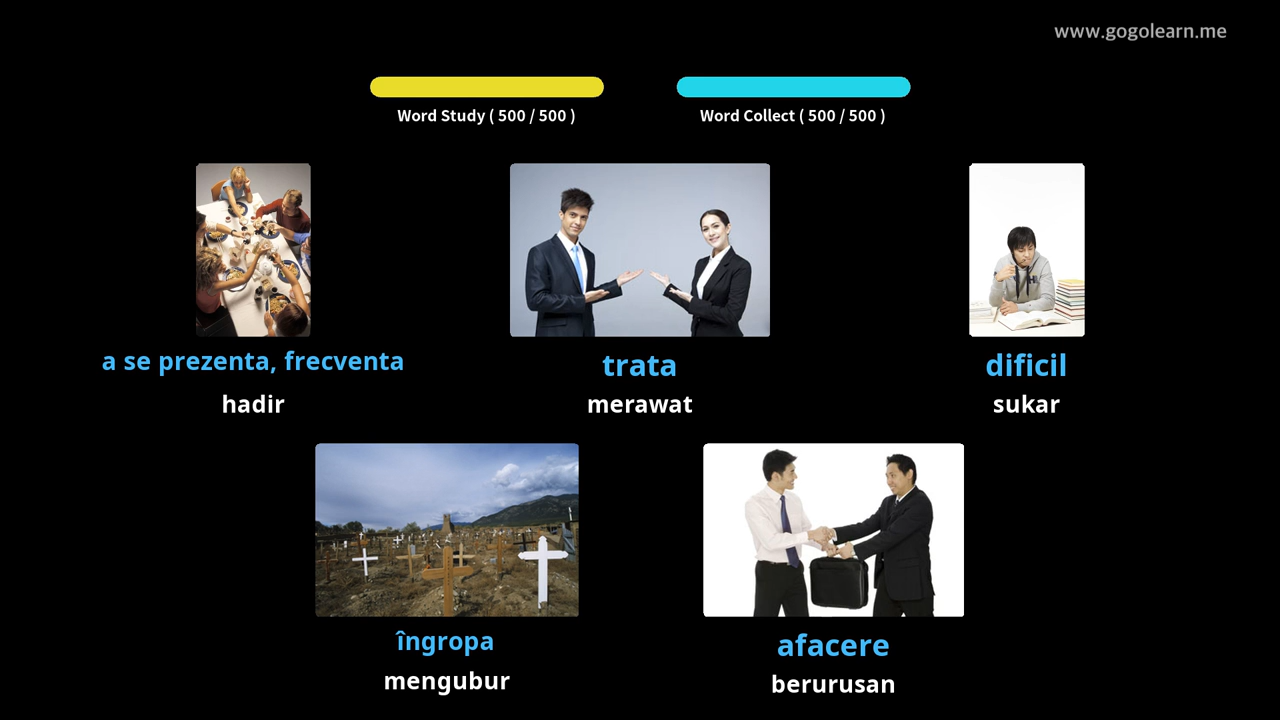 www.gogolearn.me
Word Study ( 500 / 500 )
Word Collect ( 500 / 500 )
a se prezenta, frecventa
hadir
trata
merawat
dificil
sukar
îngropa
mengubur
afacere
berurusan